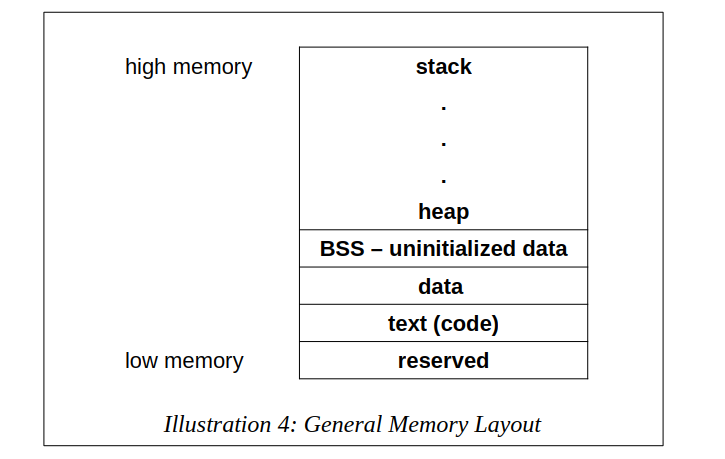 high memory stack
.
.
.
heap
BSS – uninitialized data
data
text (code)
low memory reserved
Illustration 4: General Memory Layout